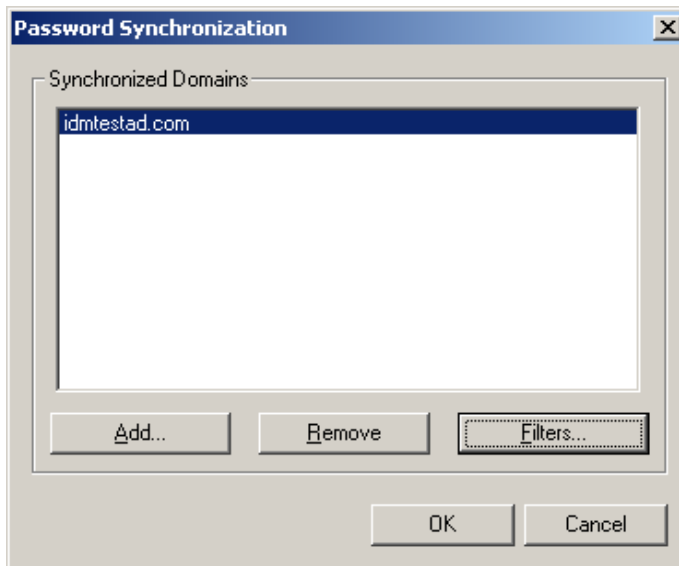 Password Synchronization
Synchronized Domains
idmtestad.com
Add... Remove Filters...
OK Cancel